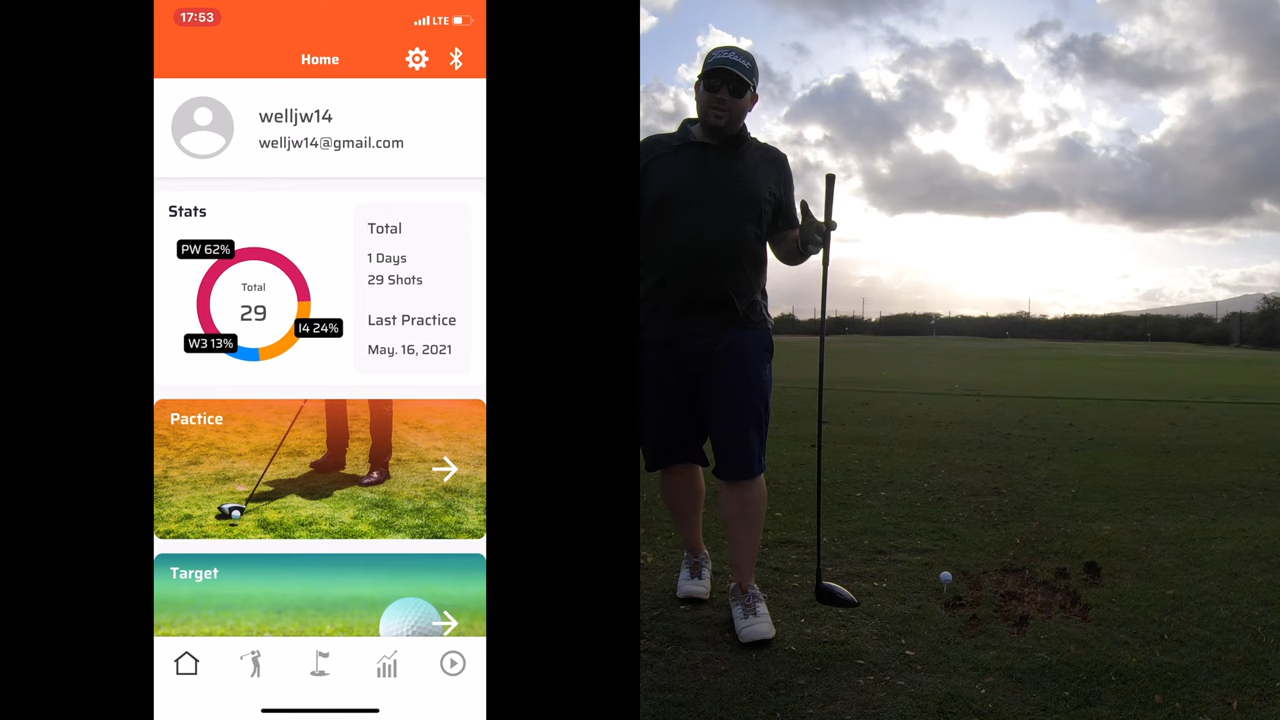 17:53
LTE
Home
welljw14
welljw14@gmail.com
Stats
PW 62%
Total
29
I4 24%
W3 13%
Total
1 Days
29 Shots
Last Practice
May. 16, 2021
Pactice
Target
Titleist